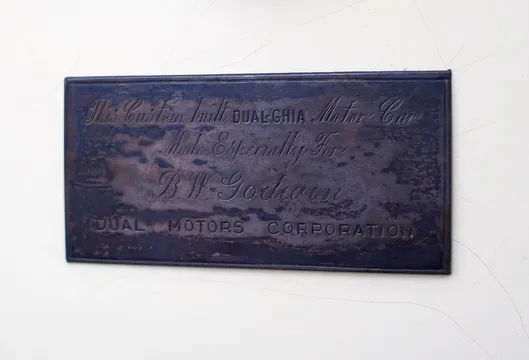 This Custom built DUAL-GHIA Motor Car
Made Especially For
B.W. Godwin
DUAL MOTORS CORPORATION